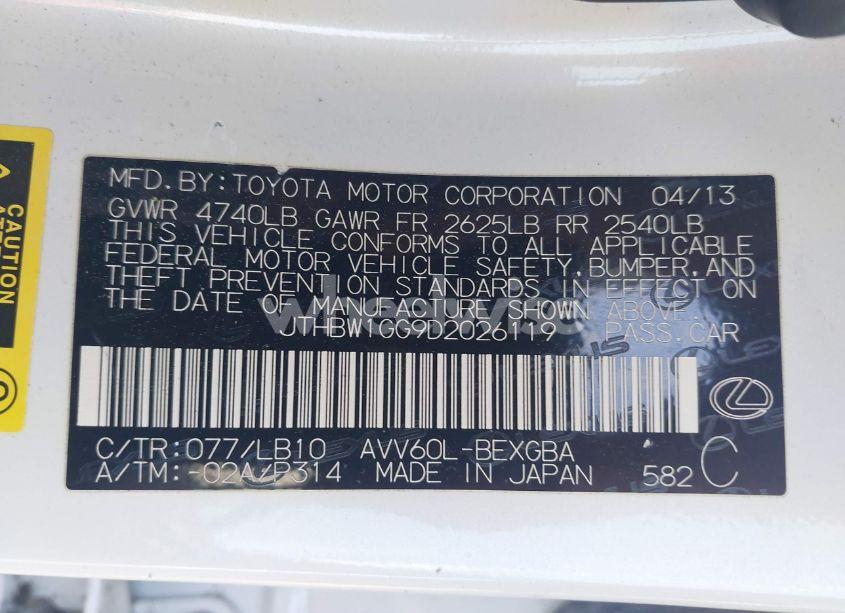 MFD.BY:TOYOTA MOTOR CORPORATION 04/13
GVWR 4740LB GAWR FR 2625LB RR 2540LB
THIS VEHICLE CONFORMS TO ALL APPLICABLE
FEDERAL MOTOR VEHICLE SAFETY,BUMPER,AND
THEFT PREVENTION STANDARDS IN EFFECT ON
THE DATE OF MANUFACTURE SHOWN ABOVE.
JTHBW1GG9D2026119 PASS.CAR
C/TR:077/LB10 AVV60L-BEXGBA
A/TM:-02A/P314 MADE IN JAPAN 582 C
CAUTION